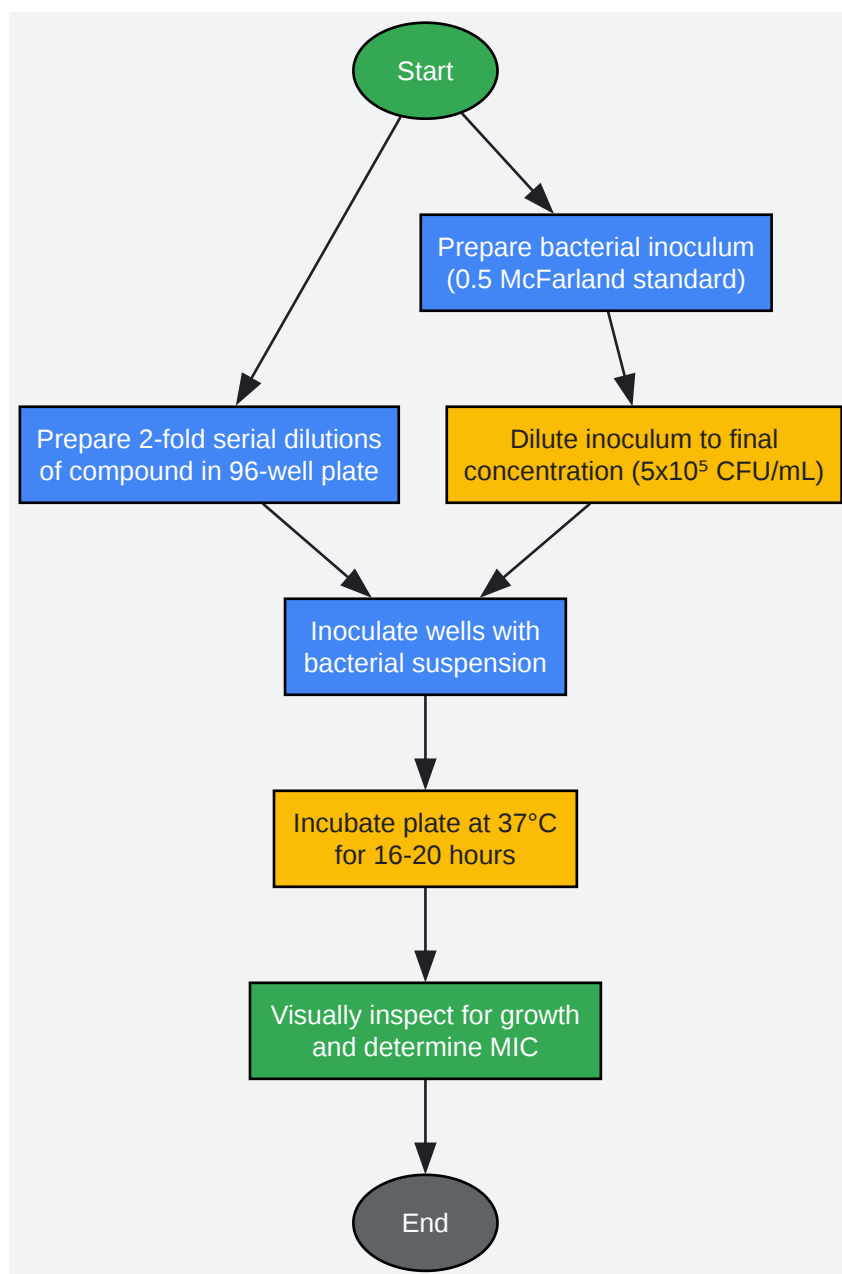 Start
Prepare bacterial inoculum
(0.5 McFarland standard)
Prepare 2-fold serial dilutions
of compound in 96-well plate
Dilute inoculum to final
concentration (5x10⁵ CFU/mL)
Inoculate wells with
bacterial suspension
Incubate plate at 37°C
for 16-20 hours
Visually inspect for growth
and determine MIC
End